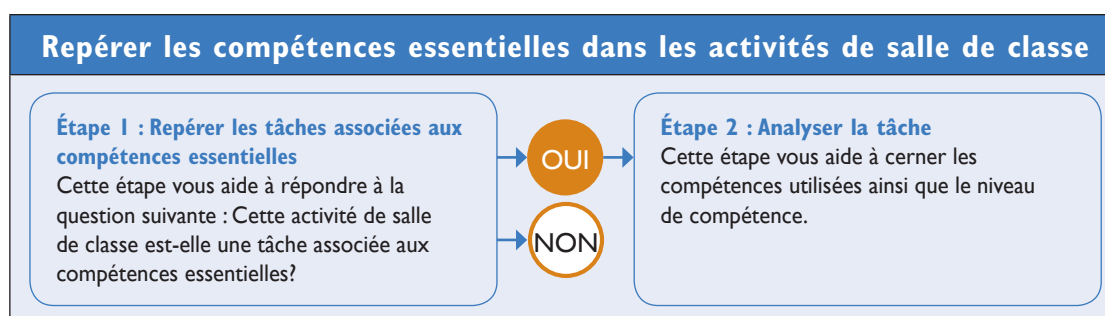 Repérer les compétences essentielles dans les activités de salle de classe
Étape 1 : Repérer les tâches associées aux
compétences essentielles
Cette étape vous aide à répondre à la
question suivante : Cette activité de salle
de classe est-elle une tâche associée aux
compétences essentielles?
OUI
NON
Étape 2 : Analyser la tâche
Cette étape vous aide à cerner les
compétences utilisées ainsi que le niveau
de compétence.